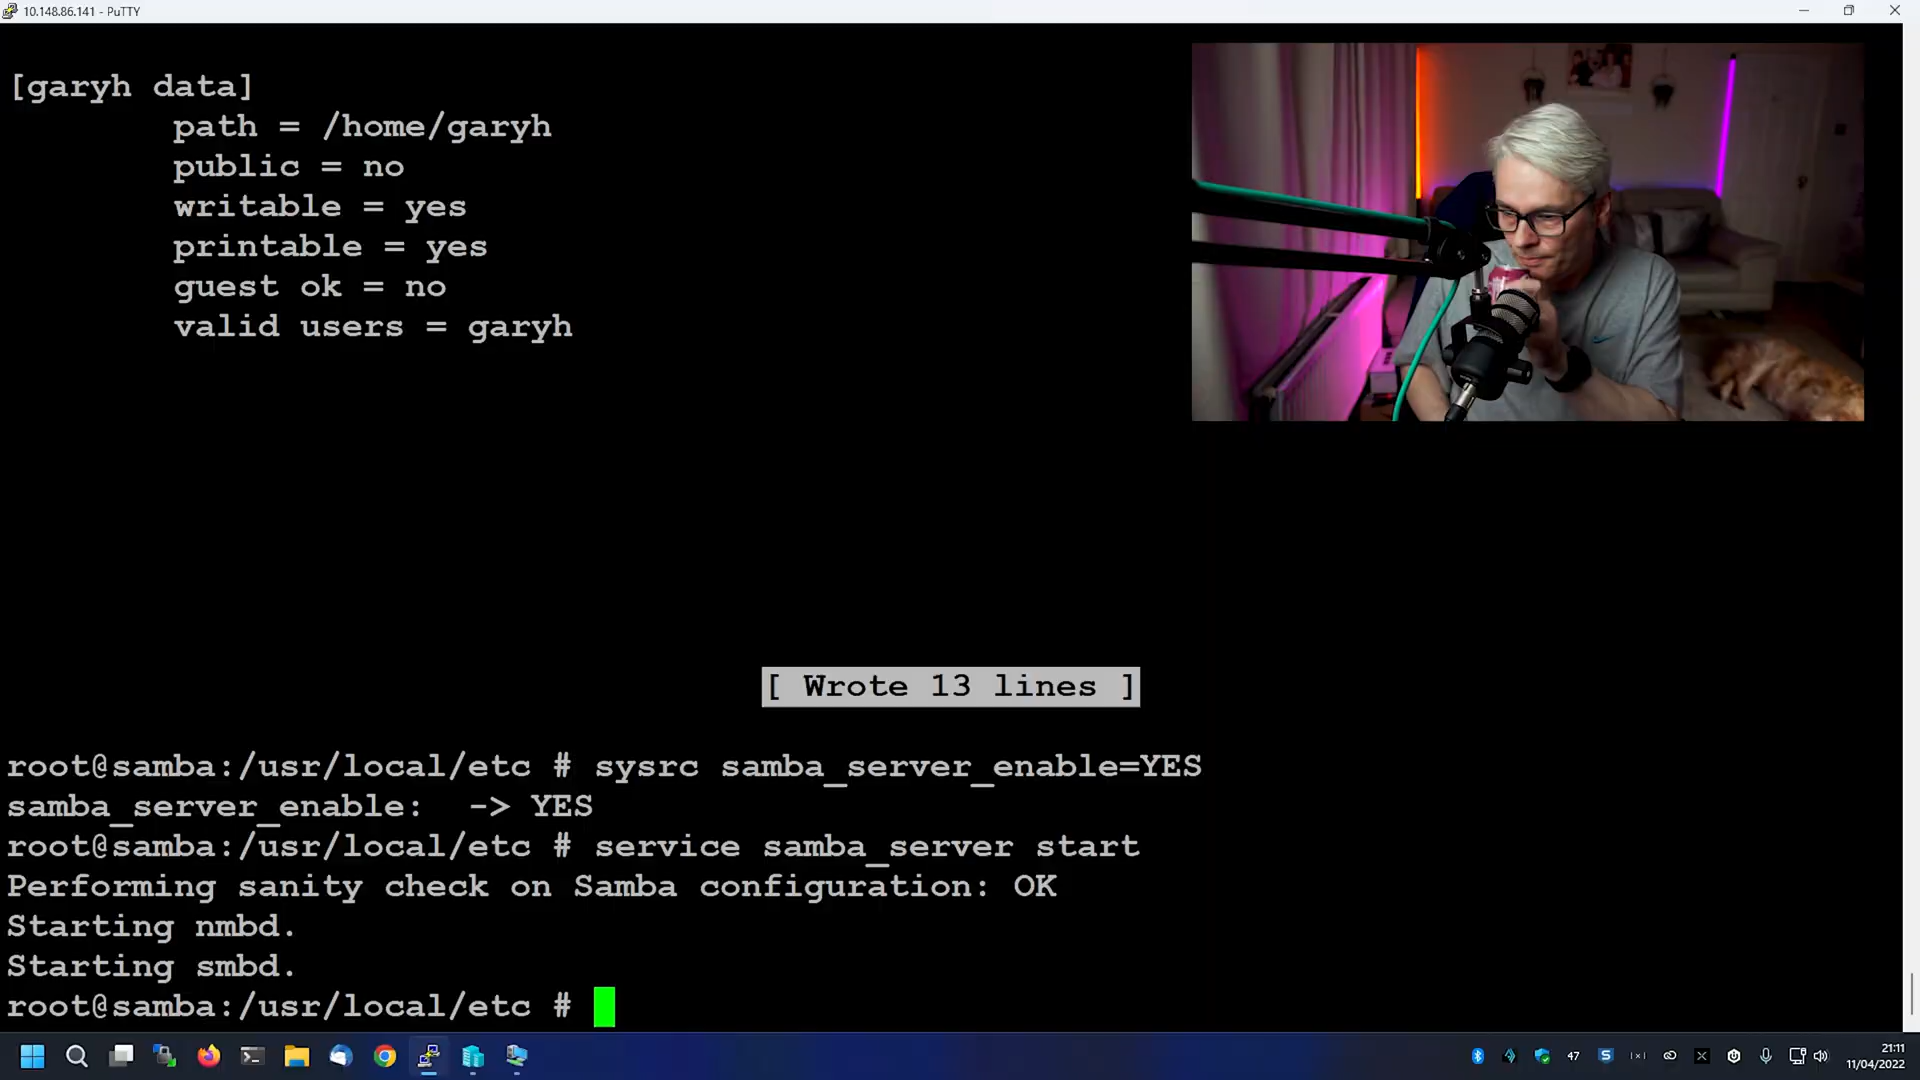 10.148.86.141 - PuTTY
[garyh data]
path = /home/garyh
public = no
writable = yes
printable = yes
guest ok = no
valid users = garyh
[ Wrote 13 lines ]
root@samba:/usr/local/etc # sysrc samba_server_enable=YES
samba_server_enable:  -> YES
root@samba:/usr/local/etc # service samba_server start
Performing sanity check on Samba configuration: OK
Starting nmbd.
Starting smbd.
root@samba:/usr/local/etc #
47
21:11
11/04/2022